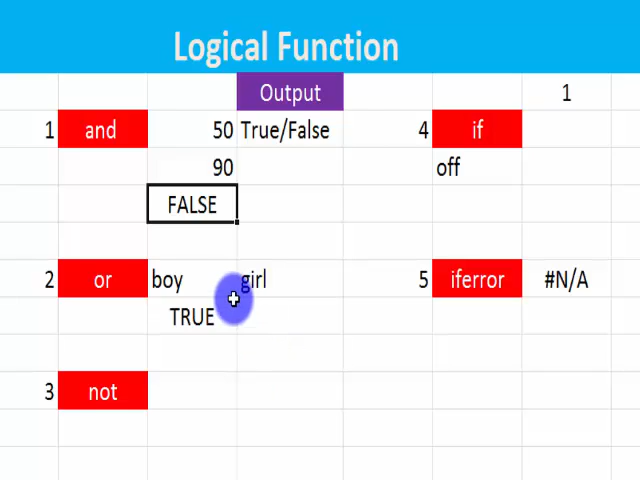 Logical Function
Output 1
1 and 50 True/False 4 if
90 off
FALSE
2 or boy girl 5 iferror #N/A
TRUE
3 not